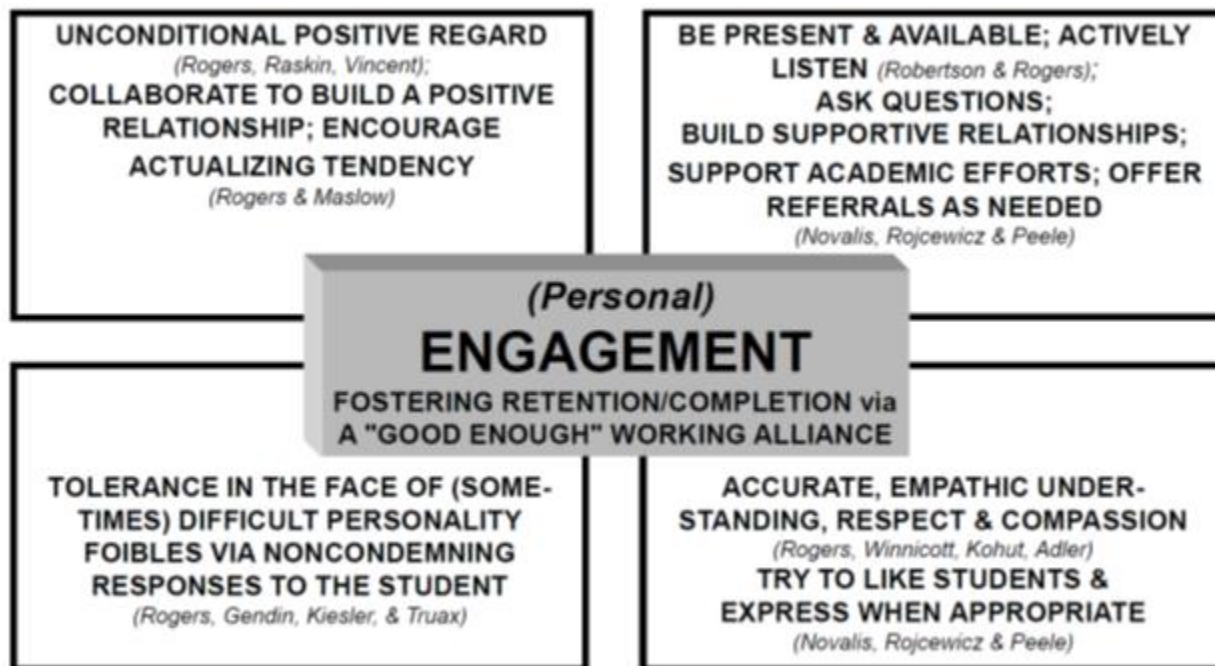 UNCONDITIONAL POSITIVE REGARD
(Rogers, Raskin, Vincent);
COLLABORATE TO BUILD A POSITIVE
RELATIONSHIP; ENCOURAGE
ACTUALIZING TENDENCY
(Rogers & Maslow)
BE PRESENT & AVAILABLE; ACTIVELY
LISTEN (Robertson & Rogers);
ASK QUESTIONS;
BUILD SUPPORTIVE RELATIONSHIPS;
SUPPORT ACADEMIC EFFORTS; OFFER
REFERRALS AS NEEDED
(Novalis, Rojcewicz & Peele)
(Personal)
ENGAGEMENT
FOSTERING RETENTION/COMPLETION via
A "GOOD ENOUGH" WORKING ALLIANCE
TOLERANCE IN THE FACE OF (SOME-
TIMES) DIFFICULT PERSONALITY
FOIBLES VIA NONCONDEMNING
RESPONSES TO THE STUDENT
(Rogers, Gendin, Kiesler, & Truax)
ACCURATE, EMPATHIC UNDER-
STANDING, RESPECT & COMPASSION
(Rogers, Winnicott, Kohut, Adler)
TRY TO LIKE STUDENTS &
EXPRESS WHEN APPROPRIATE
(Novalis, Rojcewicz & Peele)